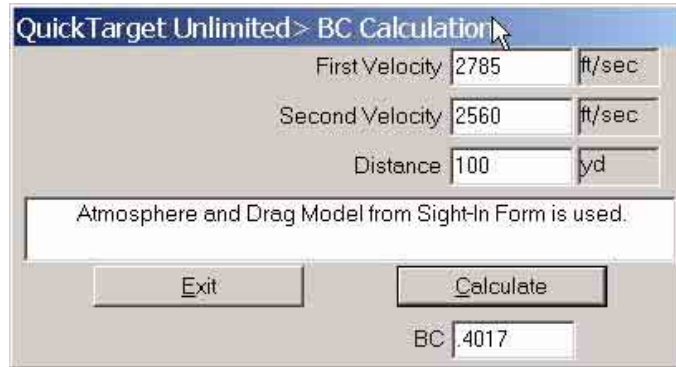 QuickTarget Unlimited> BC Calculation
First Velocity 2785 ft/sec
Second Velocity 2560 ft/sec
Distance 100 yd
Atmosphere and Drag Model from Sight-In Form is used.
Exit Calculate
BC .4017